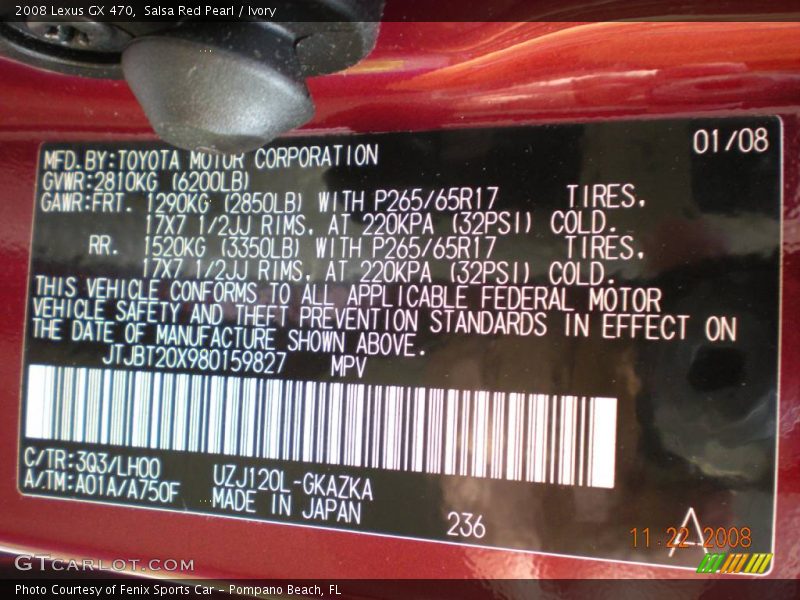 2008 Lexus GX 470,  Salsa Red Pearl / Ivory
01/08
MFD.BY:TOYOTA MOTOR CORPORATION
GVWR:2810KG (6200LB)
GAWR:FRT. 1290KG (2850LB) WITH P265/65R17 TIRES,
17X7 1/2JJ RIMS, AT 220KPA (32PSI) COLD.
RR. 1520KG (3350LB) WITH P265/65R17 TIRES,
17X7 1/2JJ RIMS, AT 220KPA (32PSI) COLD.
THIS VEHICLE CONFORMS TO ALL APPLICABLE FEDERAL MOTOR
VEHICLE SAFETY AND THEFT PREVENTION STANDARDS IN EFFECT ON
THE DATE OF MANUFACTURE SHOWN ABOVE.
JTJBT20X980159827 MPV
C/TR:3Q3/LH00
A/TM:A01A/A750F
UZJ120L-GKAZKA
MADE IN JAPAN
236
11 22 2008
GTcarlot.com
Photo Courtesy of Fenix Sports Car - Pompano Beach, FL